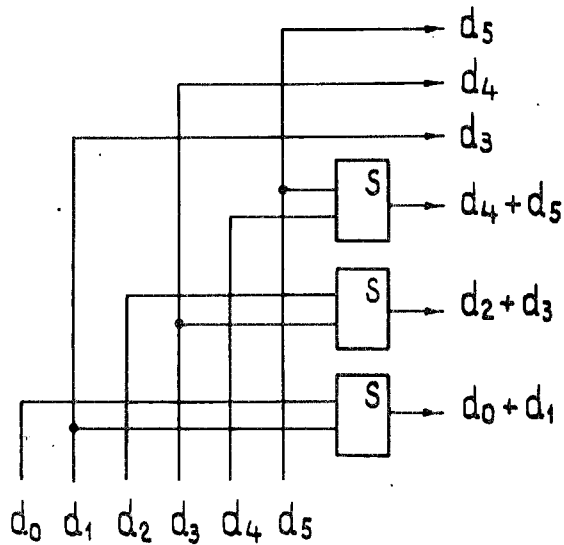 d₅
d₄
d₃
S
d₄+d₅
S
d₂+d₃
S
d₀+d₁
d₀ d₁ d₂ d₃ d₄ d₅